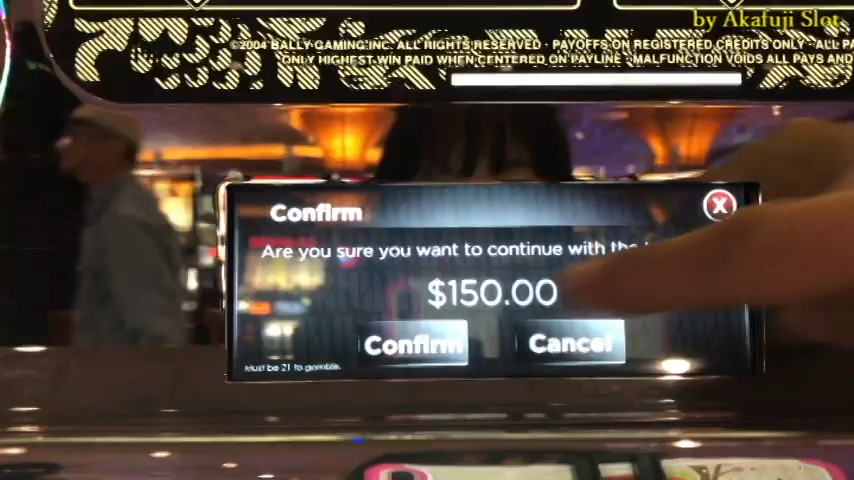 by Akafuji Slot
©2004 BALLY GAMING INC. ALL RIGHTS RESERVED · PAYOFFS ON REGISTERED CREDITS ONLY · ALL PA
ONLY HIGHEST WIN PAID WHEN CENTERED ON PAYLINE · MALFUNCTION VOIDS ALL PAYS AND
Confirm
X
Are you sure you want to continue with the
$150.00
Confirm Cancel
Must be 21 to gamble.